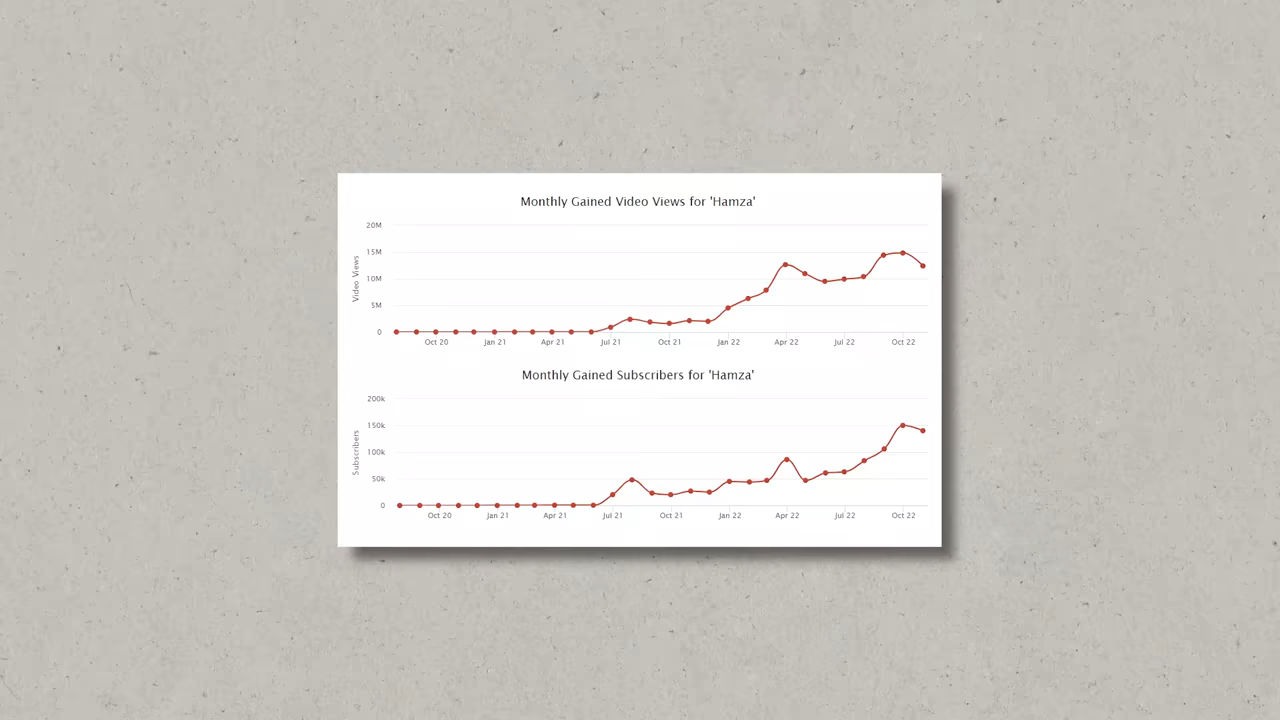 Monthly Gained Video Views for 'Hamza'
20M
15M
10M
5M
0
Video Views
Oct 20 Jan 21 Apr 21 Jul 21 Oct 21 Jan 22 Apr 22 Jul 22 Oct 22
Monthly Gained Subscribers for 'Hamza'
200k
150k
100k
50k
0
Subscribers
Oct 20 Jan 21 Apr 21 Jul 21 Oct 21 Jan 22 Apr 22 Jul 22 Oct 22